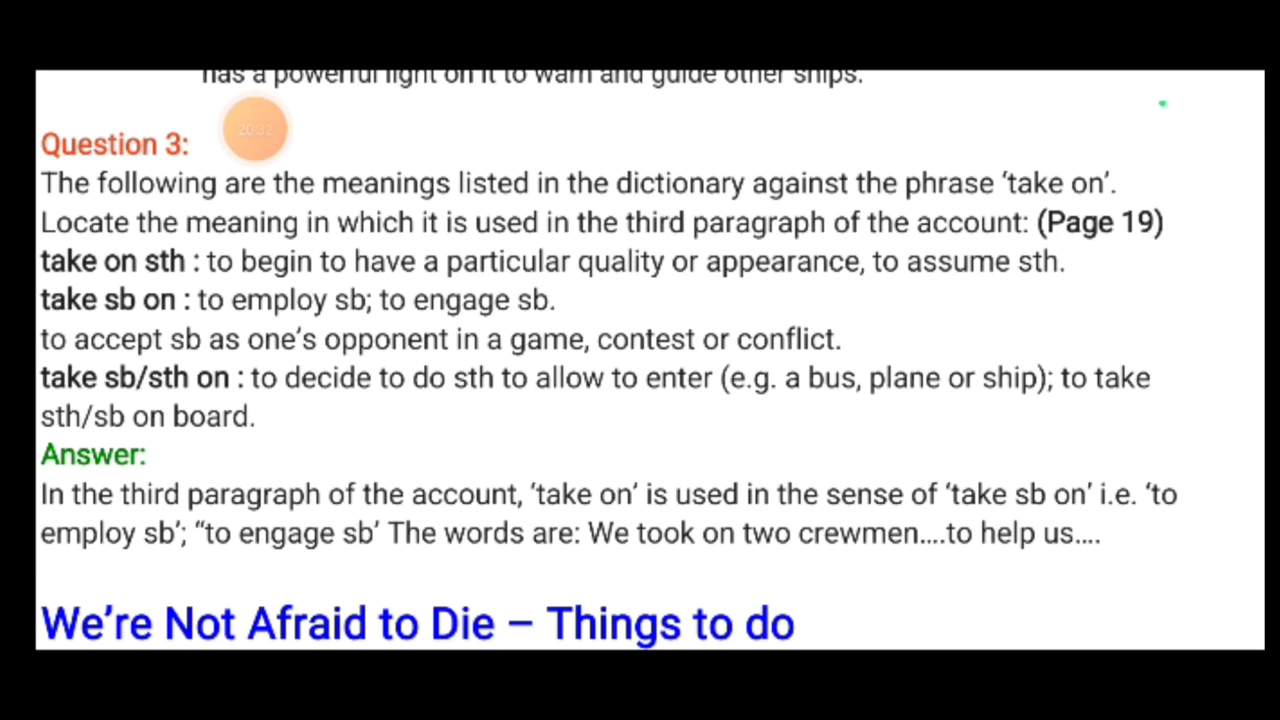 has a powerful light on it to warn and guide other ships.
20:32
Question 3:
The following are the meanings listed in the dictionary against the phrase ‘take on’.
Locate the meaning in which it is used in the third paragraph of the account: (Page 19)
take on sth : to begin to have a particular quality or appearance, to assume sth.
take sb on : to employ sb; to engage sb.
to accept sb as one’s opponent in a game, contest or conflict.
take sb/sth on : to decide to do sth to allow to enter (e.g. a bus, plane or ship); to take
sth/sb on board.
Answer:
In the third paragraph of the account, ‘take on’ is used in the sense of ‘take sb on’ i.e. ‘to
employ sb’; “to engage sb’ The words are: We took on two crewmen....to help us....
We’re Not Afraid to Die – Things to do